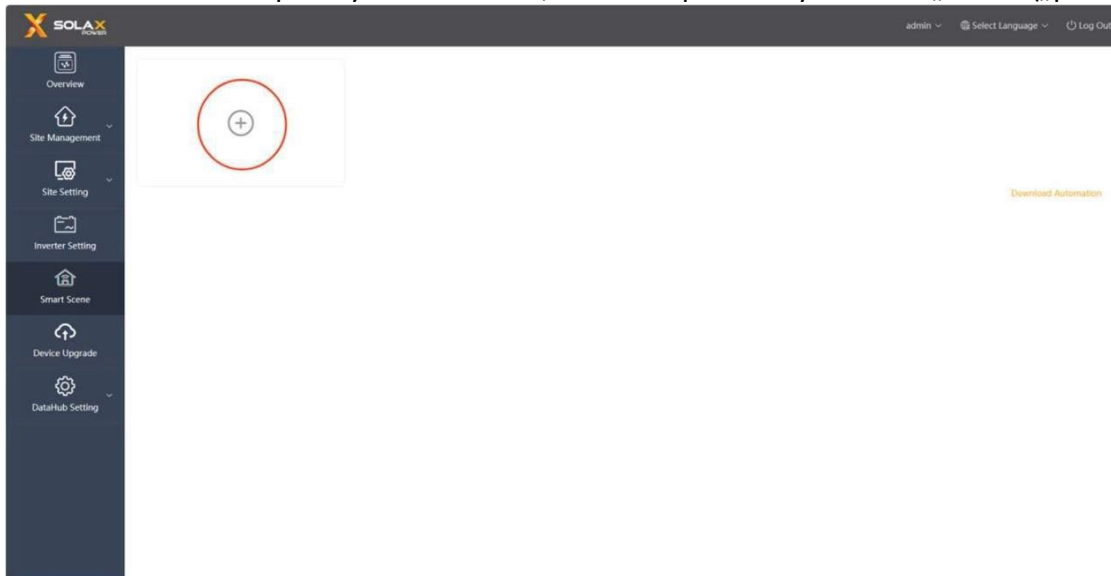 SOLAX
POWER
admin
Select Language
Log Out
Overview
Site Management
Site Setting
Download Automation
Inverter Setting
Smart Scene
Device Upgrade
DataHub Setting